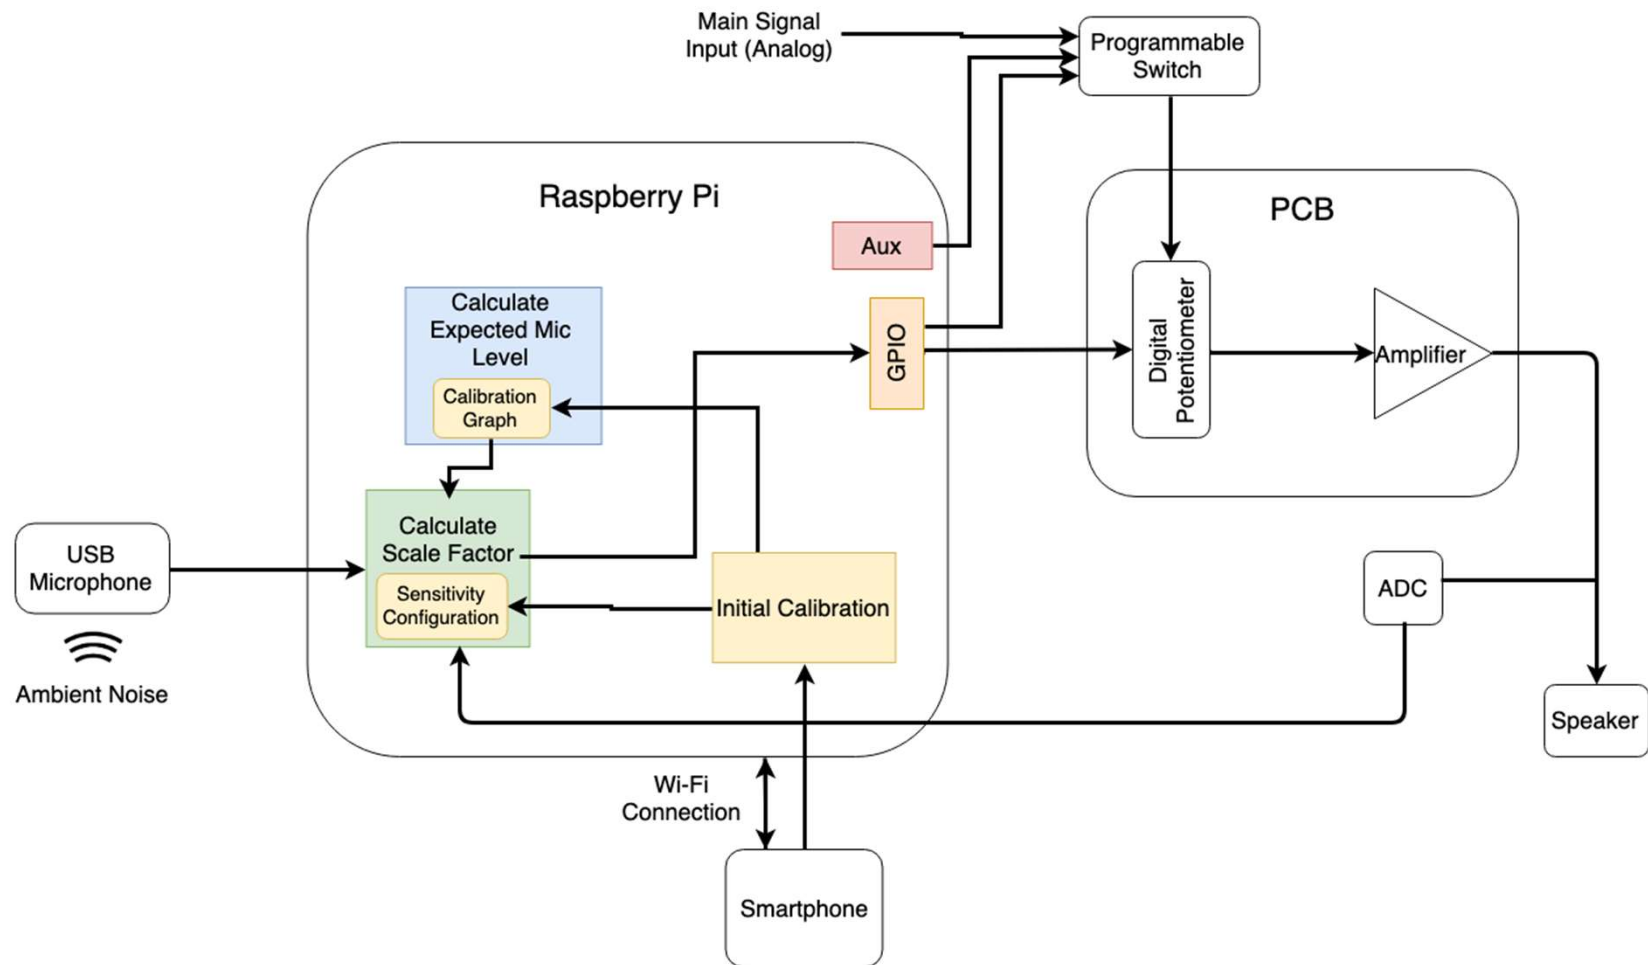 Main Signal
Input (Analog)
Programmable
Switch
Raspberry Pi
PCB
Aux
Calculate
Expected Mic
Level
Calibration
Graph
GPIO
Digital
Potentiometer
Amplifier
USB
Microphone
Ambient Noise
Calculate
Scale Factor
Sensitivity
Configuration
Initial Calibration
ADC
Speaker
Wi-Fi
Connection
Smartphone